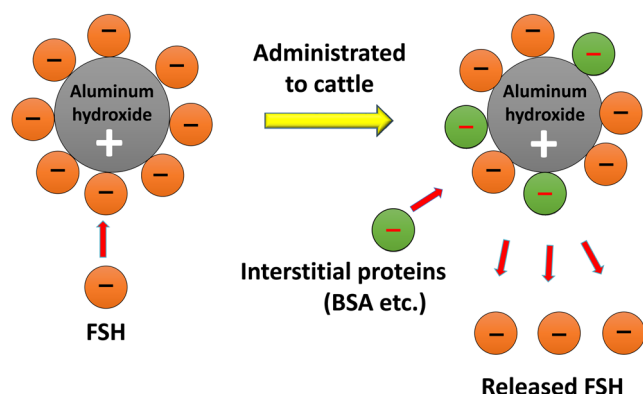 Aluminum
hydroxide
+
FSH
Administrated
to cattle
Interstitial proteins
(BSA etc.)
Aluminum
hydroxide
+
Released FSH